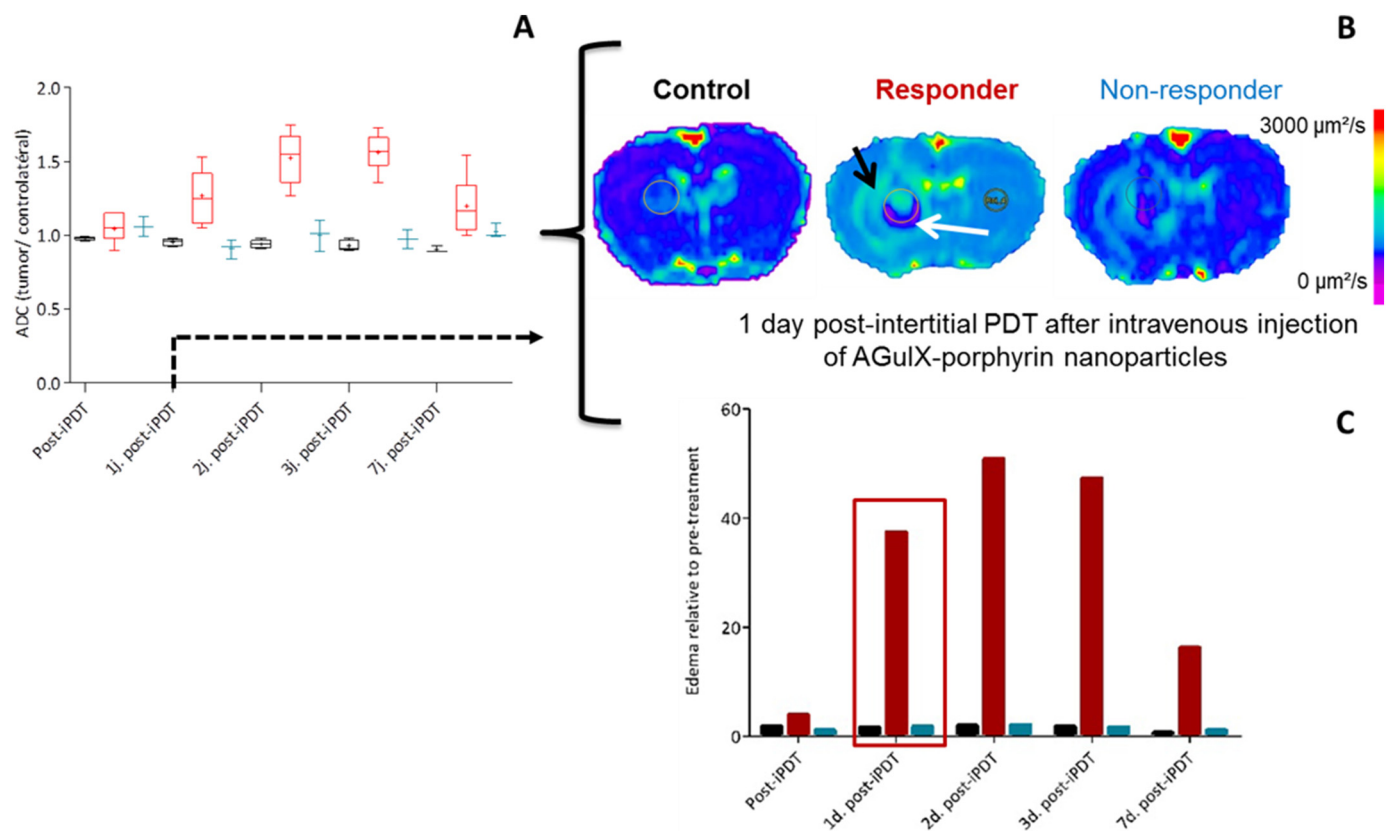 A
ADC (tumor/ controlatéral)
2.0
1.5
1.0
0.5
0.0
Post-iPDT
1j. post-iPDT
2j. post-iPDT
3j. post-iPDT
7j. post-iPDT
B
Control
Responder
Non-responder
3000 µm²/s
0 µm²/s
1 day post-intertitial PDT after intravenous injection
of AGuIX-porphyrin nanoparticles
C
Edema relative to pre-treatment
60
40
20
0
Post-iPDT
1d. post-iPDT
2d. post-iPDT
3d. post-iPDT
7d. post-iPDT